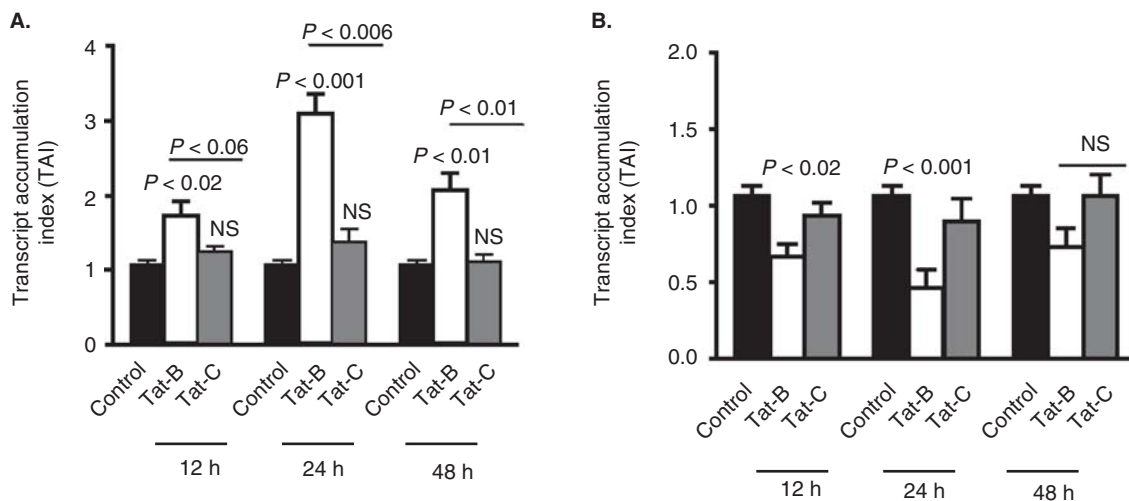 A.
Transcript accumulation
index (TAI)
4
3
2
1
0
P < 0.006
P < 0.001
P < 0.01
P < 0.06
P < 0.01
P < 0.02
NS
NS
NS
Control
Tat-B
Tat-C
Control
Tat-B
Tat-C
Control
Tat-B
Tat-C
12 h
24 h
48 h
B.
Transcript accumulation
index (TAI)
2.0
1.5
1.0
0.5
0.0
P < 0.02
P < 0.001
NS
Control
Tat-B
Tat-C
Control
Tat-B
Tat-C
Control
Tat-B
Tat-C
12 h
24 h
48 h